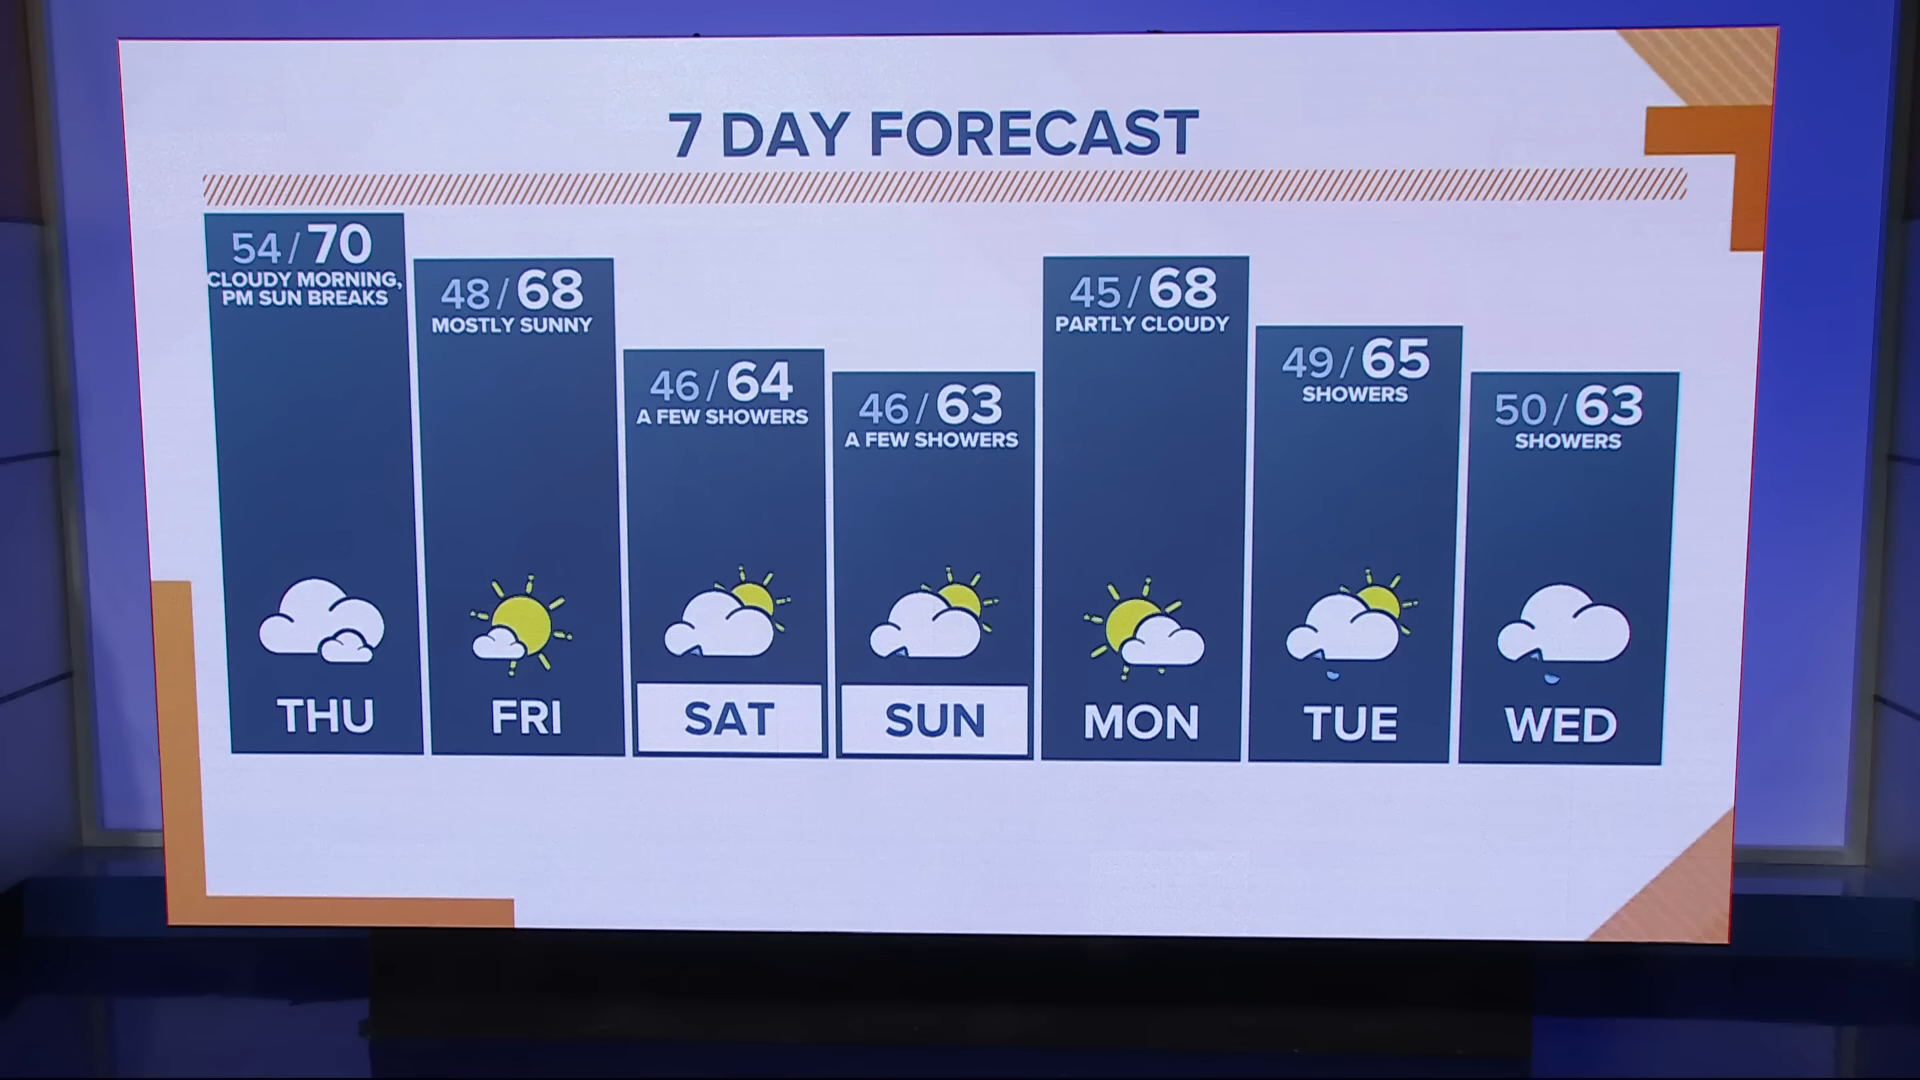 7 DAY FORECAST
54/70
CLOUDY MORNING,
PM SUN BREAKS
THU
48/68
MOSTLY SUNNY
FRI
46/64
A FEW SHOWERS
SAT
46/63
A FEW SHOWERS
SUN
45/68
PARTLY CLOUDY
MON
49/65
SHOWERS
TUE
50/63
SHOWERS
WED